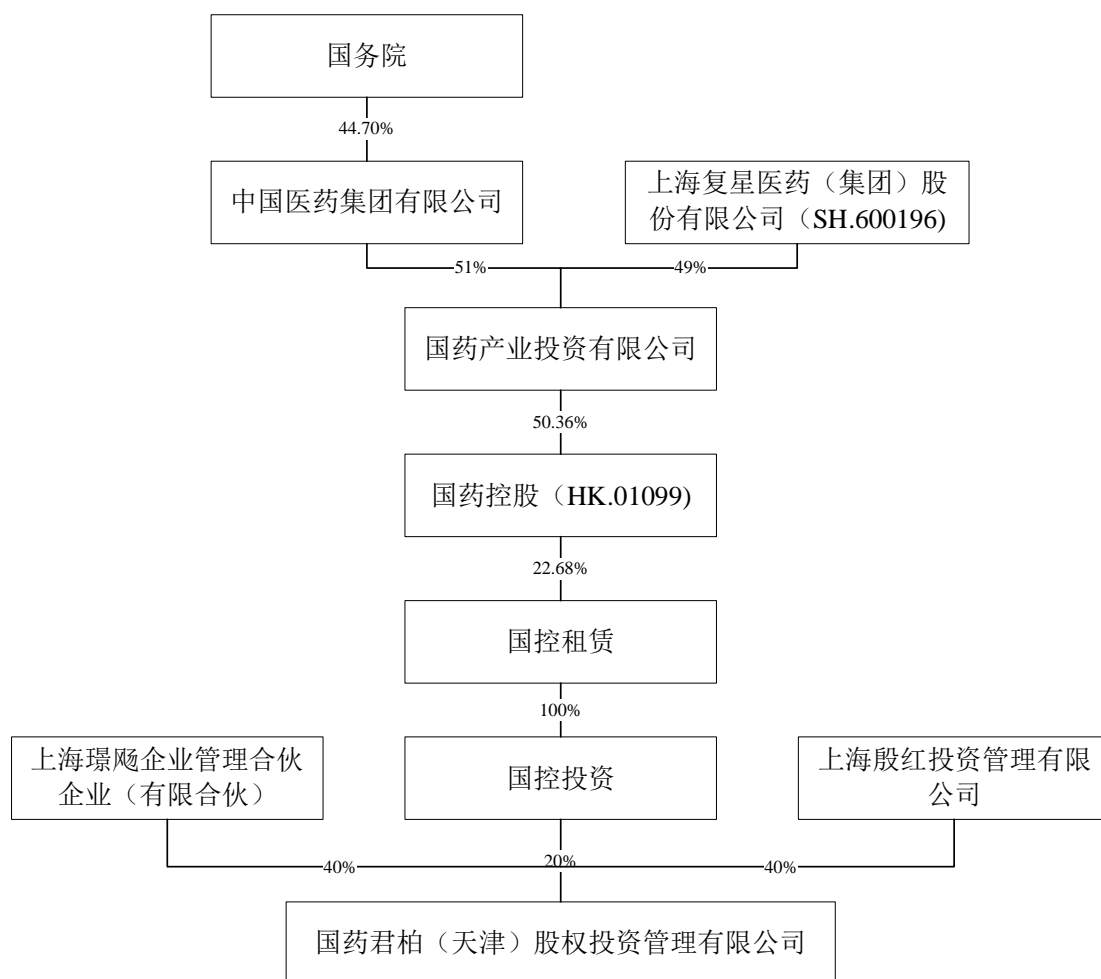 国务院
44.70%
中国医药集团有限公司
上海复星医药（集团）股
份有限公司（SH.600196)
51%
49%
国药产业投资有限公司
50.36%
国药控股（HK.01099)
22.68%
国控租赁
100%
上海璟飏企业管理合伙
企业（有限合伙）
国控投资
上海殷红投资管理有限
公司
40%
20%
40%
国药君柏（天津）股权投资管理有限公司